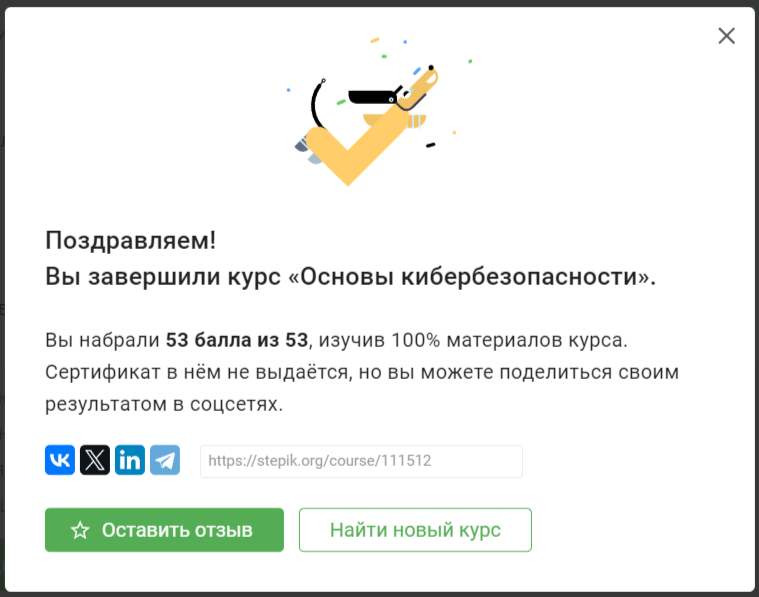 Поздравляем!
Вы завершили курс «Основы кибербезопасности».
Вы набрали 53 балла из 53, изучив 100% материалов курса.
Сертификат в нём не выдаётся, но вы можете поделиться своим
результатом в соцсетях.
https://stepik.org/course/111512
Оставить отзыв
Найти новый курс